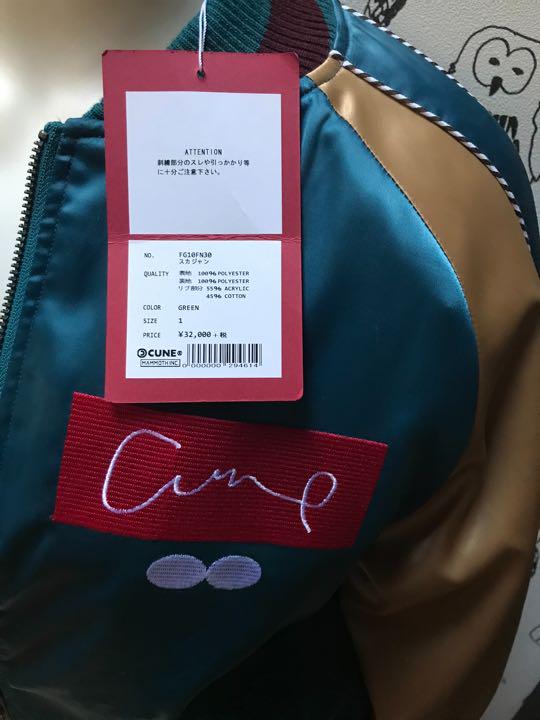 ATTENTION
刺繍部分のスレや引っかかり等
に十分ご注意下さい。
NO. FG10FN30
スカジャン
QUALITY 表地: 100%POLYESTER
裏地: 100%POLYESTER
リブ部分 55% ACRYLIC
45% COTTON
COLOR GREEN
SIZE 1
PRICE ¥32,000 +税
CUNE®
MAMMOTH INC
0 000000 294614
Cune